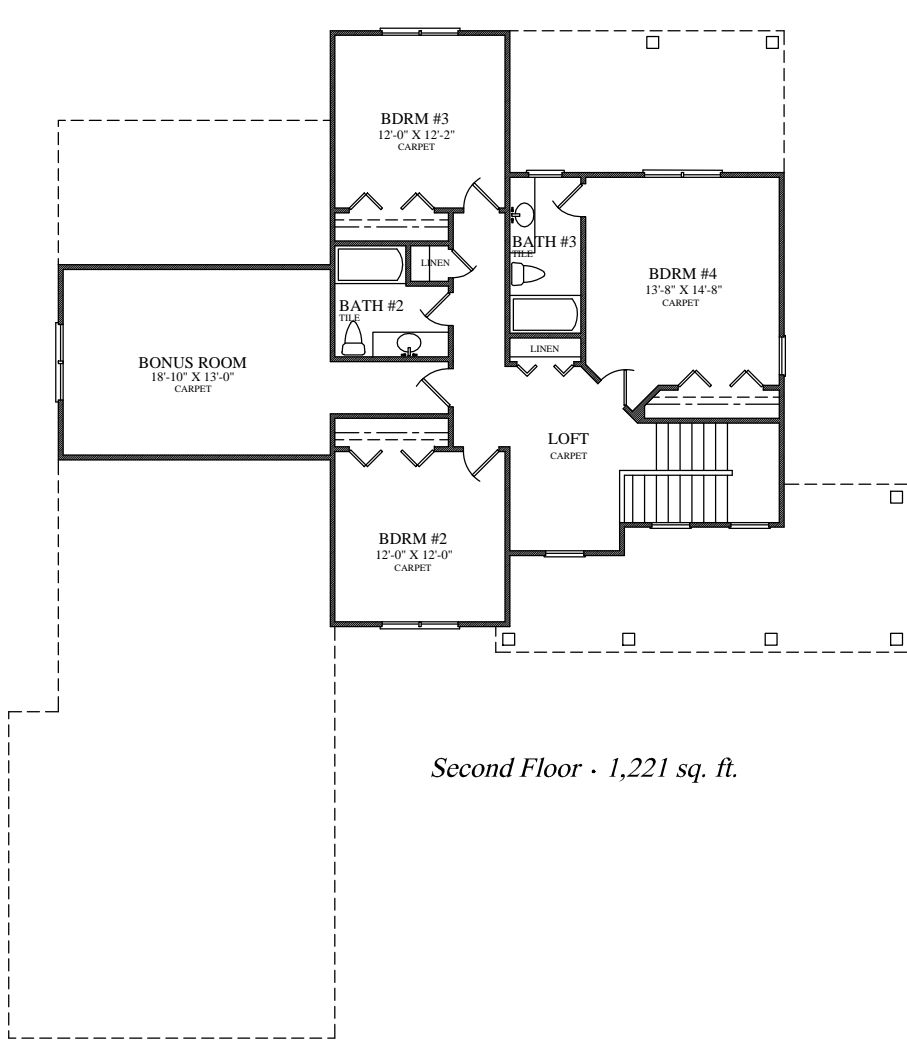 BDRM #3
12'-0" X 12'-2"
CARPET
BATH #3
TILE
LINEN
BDRM #4
13'-8" X 14'-8"
CARPET
BATH #2
TILE
LINEN
BONUS ROOM
18'-10" X 13'-0"
CARPET
LOFT
CARPET
BDRM #2
12'-0" X 12'-0"
CARPET
Second Floor · 1,221 sq. ft.